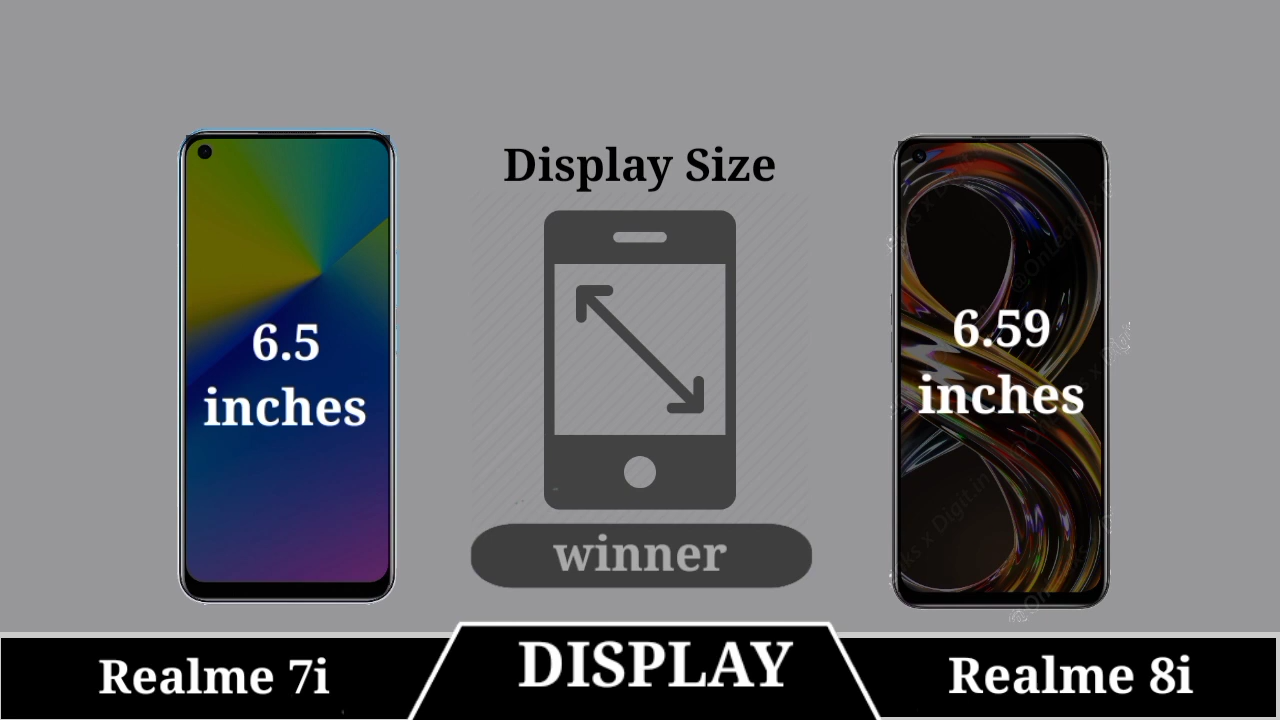 Display Size
6.5
inches
6.59
inches
winner
Realme 7i
DISPLAY
Realme 8i